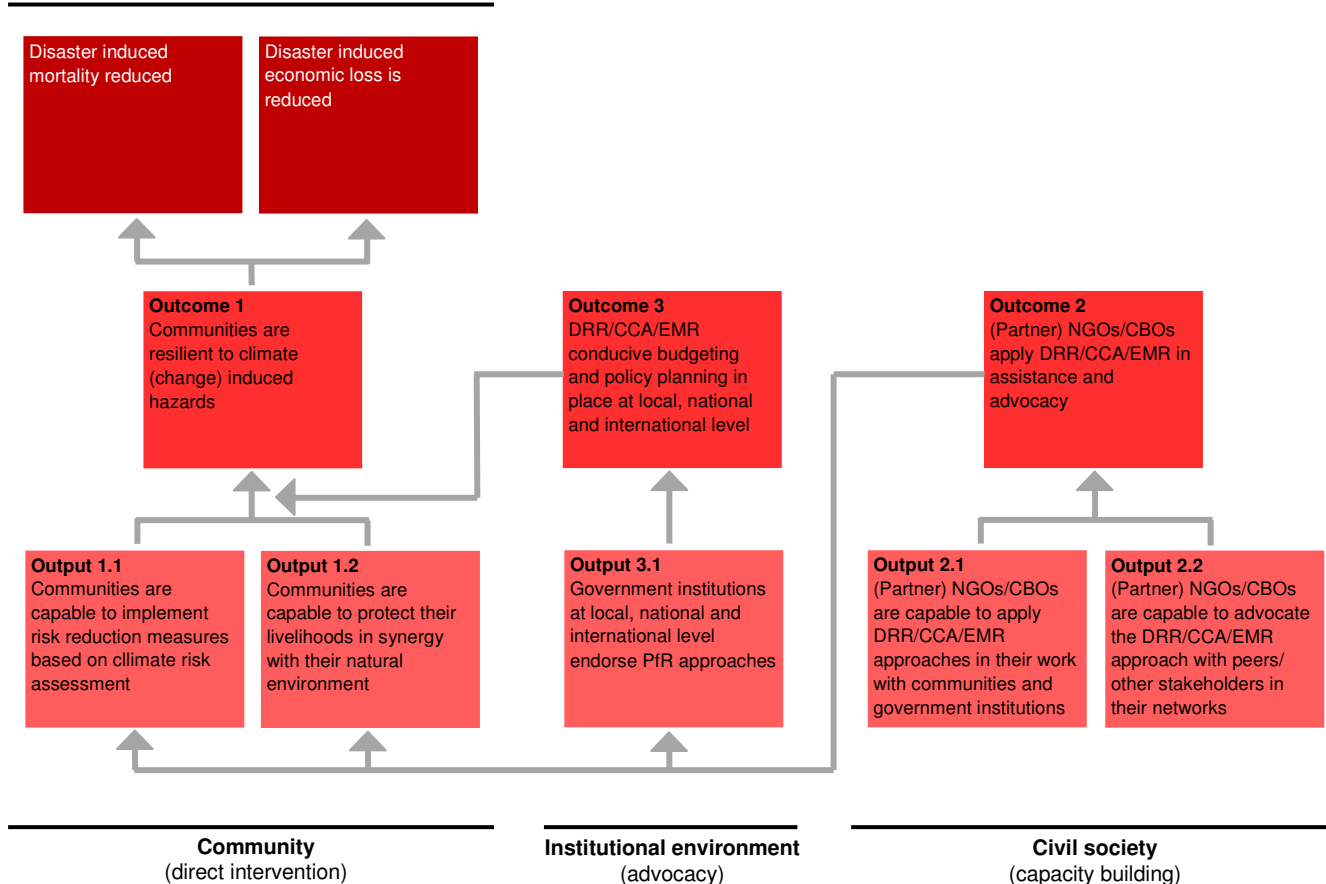 Disaster induced
mortality reduced
Disaster induced
economic loss is
reduced
Outcome 1
Communities are
resilient to climate
(change) induced
hazards
Outcome 3
DRR/CCA/EMR
conducive budgeting
and policy planning in
place at local, national
and international level
Outcome 2
(Partner) NGOs/CBOs
apply DRR/CCA/EMR in
assistance and
advocacy
Output 1.1
Communities are
capable to implement
risk reduction measures
based on cllimate risk
assessment
Output 1.2
Communities are
capable to protect their
livelihoods in synergy
with their natural
environment
Output 3.1
Government institutions
at local, national and
international level
endorse PfR approaches
Output 2.1
(Partner) NGOs/CBOs
are capable to apply
DRR/CCA/EMR
approaches in their work
with communities and
government institutions
Output 2.2
(Partner) NGOs/CBOs
are capable to advocate
the DRR/CCA/EMR
approach with peers/
other stakeholders in
their networks
Community
(direct intervention)
Institutional environment
(advocacy)
Civil society
(capacity building)